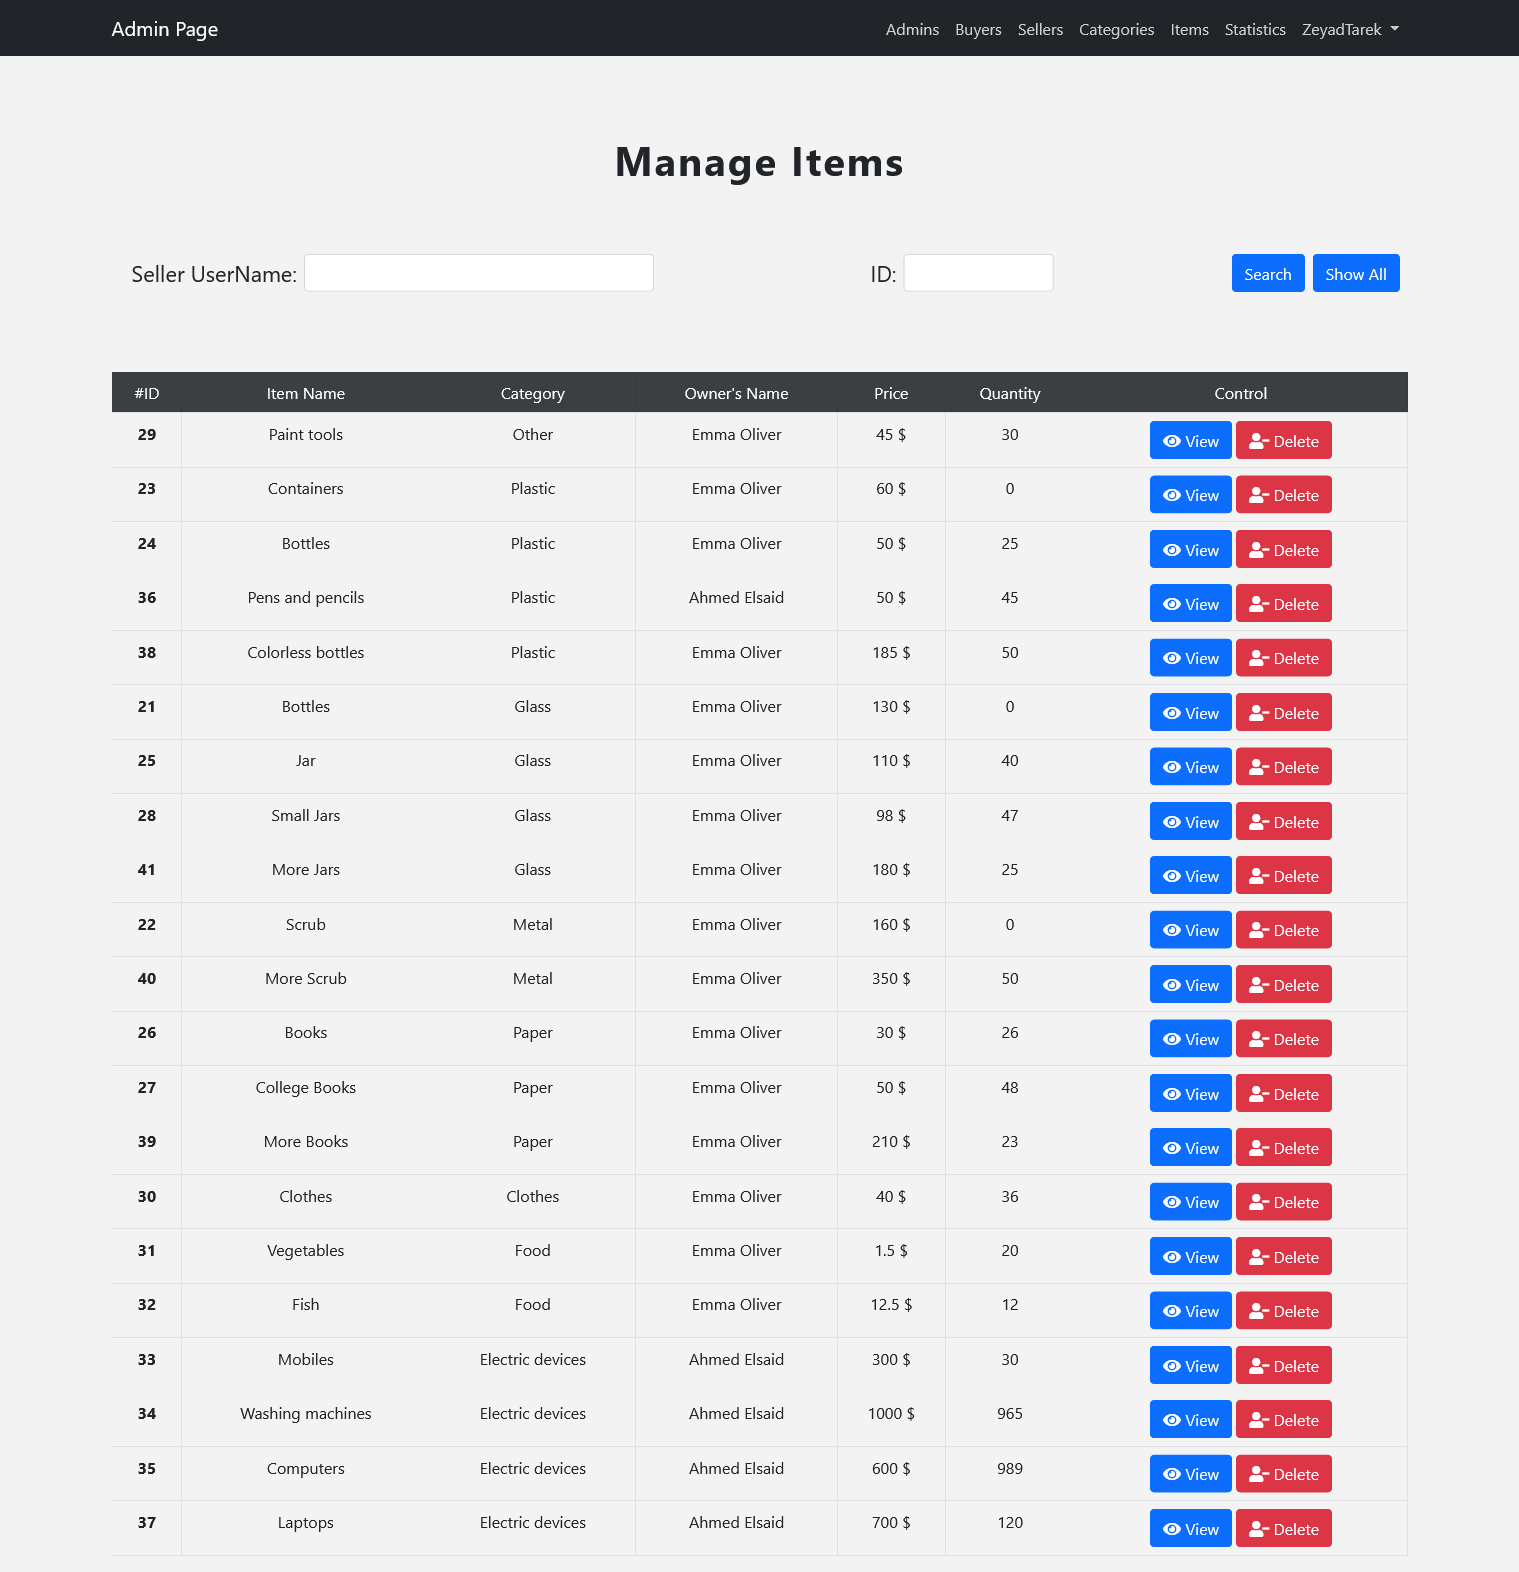 Admin Page Admins Buyers Sellers Categories Items Statistics ZeyadTarek
Manage Items
Seller UserName: ID: Search Show All
#ID Item Name Category Owner's Name Price Quantity Control
29 Paint tools Other Emma Oliver 45 $ 30 View Delete
23 Containers Plastic Emma Oliver 60 $ 0 View Delete
24 Bottles Plastic Emma Oliver 50 $ 25 View Delete
36 Pens and pencils Plastic Ahmed Elsaid 50 $ 45 View Delete
38 Colorless bottles Plastic Emma Oliver 185 $ 50 View Delete
21 Bottles Glass Emma Oliver 130 $ 0 View Delete
25 Jar Glass Emma Oliver 110 $ 40 View Delete
28 Small Jars Glass Emma Oliver 98 $ 47 View Delete
41 More Jars Glass Emma Oliver 180 $ 25 View Delete
22 Scrub Metal Emma Oliver 160 $ 0 View Delete
40 More Scrub Metal Emma Oliver 350 $ 50 View Delete
26 Books Paper Emma Oliver 30 $ 26 View Delete
27 College Books Paper Emma Oliver 50 $ 48 View Delete
39 More Books Paper Emma Oliver 210 $ 23 View Delete
30 Clothes Clothes Emma Oliver 40 $ 36 View Delete
31 Vegetables Food Emma Oliver 1.5 $ 20 View Delete
32 Fish Food Emma Oliver 12.5 $ 12 View Delete
33 Mobiles Electric devices Ahmed Elsaid 300 $ 30 View Delete
34 Washing machines Electric devices Ahmed Elsaid 1000 $ 965 View Delete
35 Computers Electric devices Ahmed Elsaid 600 $ 989 View Delete
37 Laptops Electric devices Ahmed Elsaid 700 $ 120 View Delete